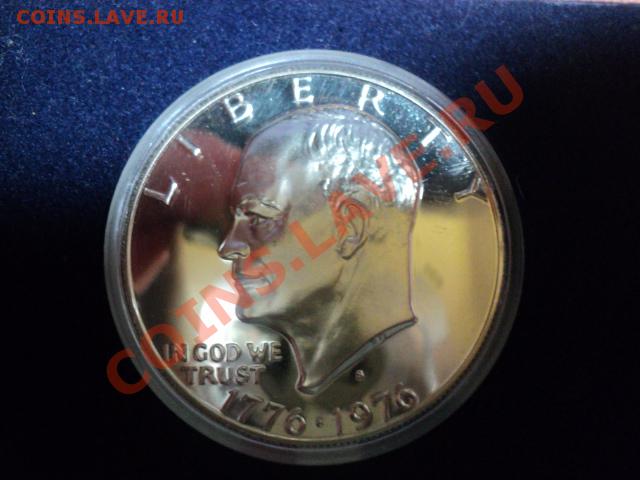 COINS.LAVE.RU
LIBERTY
IN GOD WE
TRUST
S
1776·1976
COINS.LAVE.RU